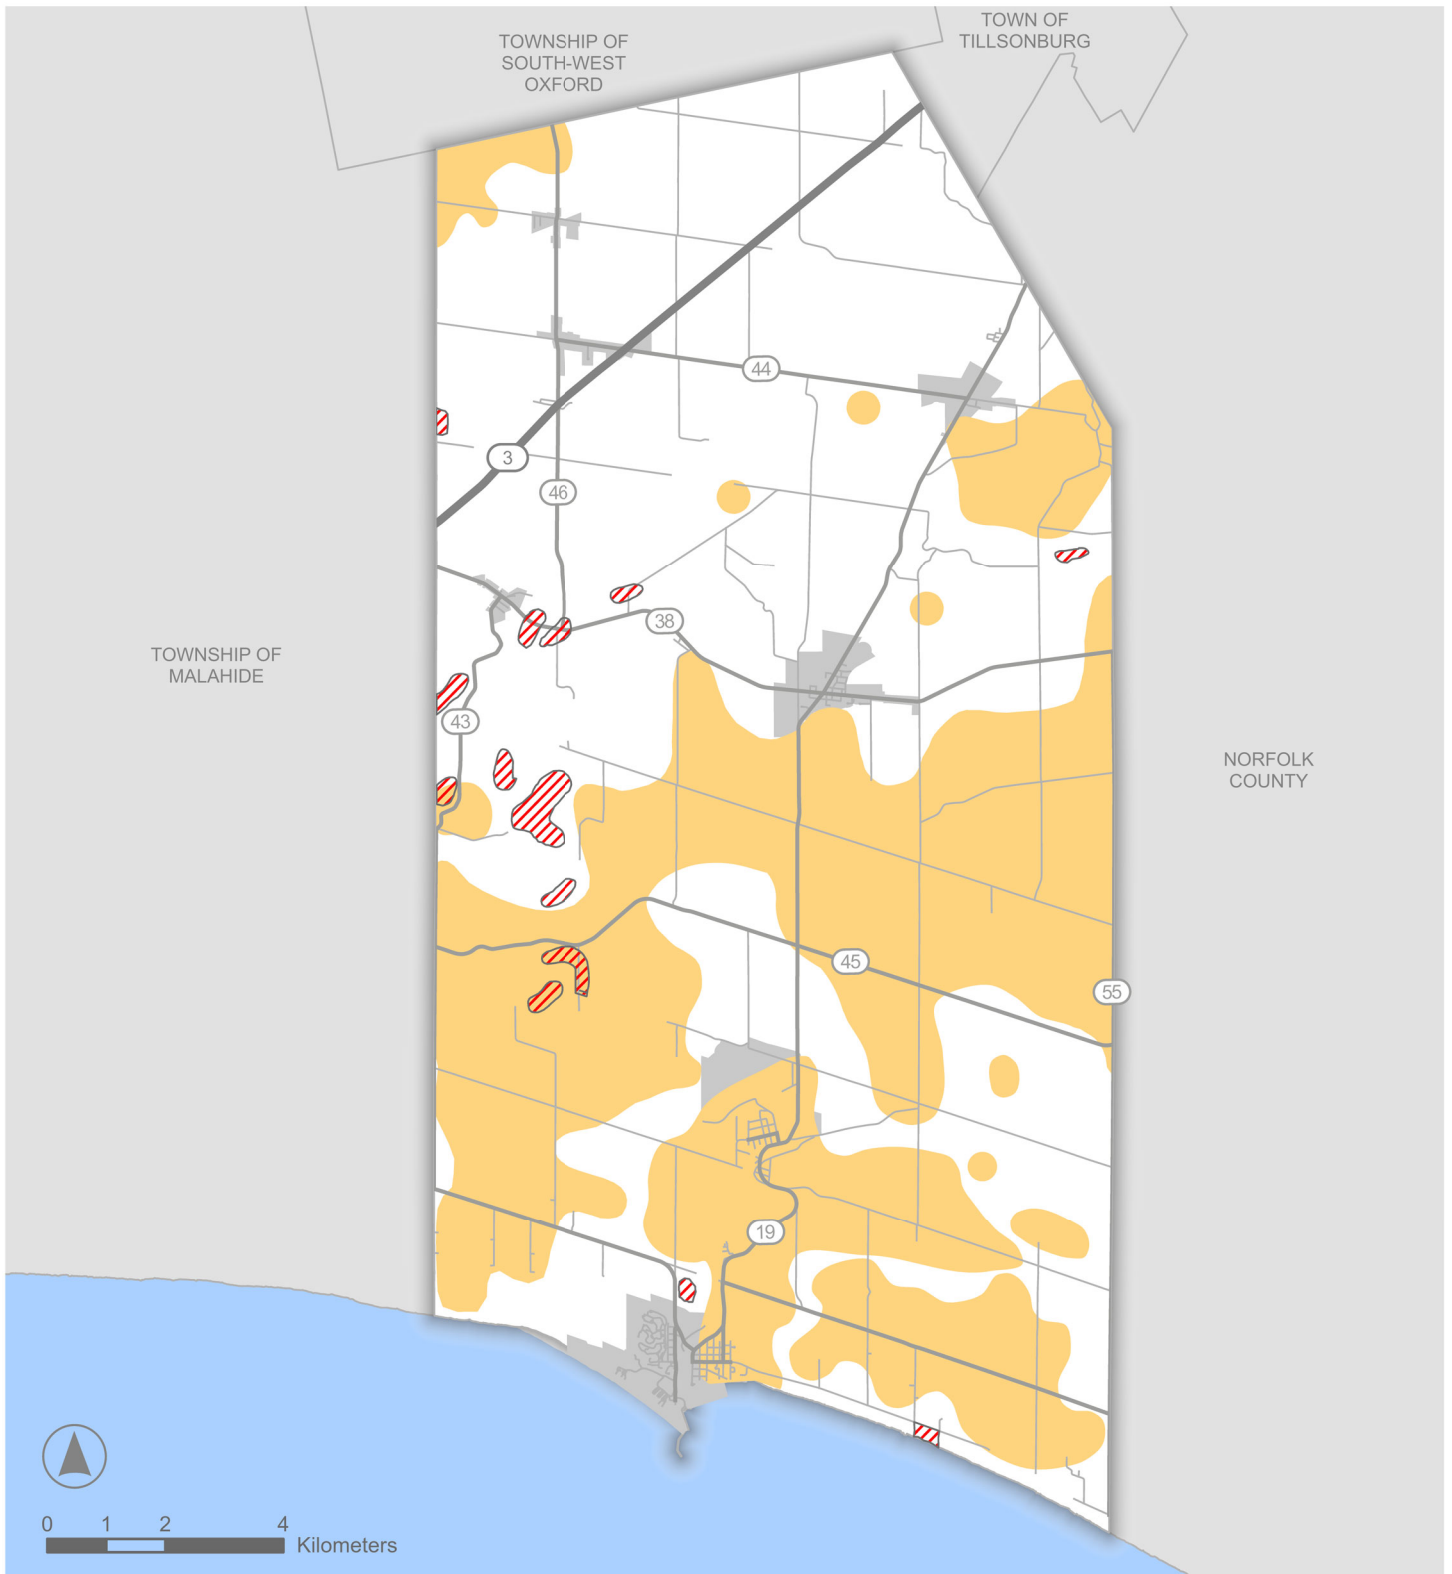 TOWNSHIP OF
SOUTH-WEST
OXFORD
TOWN OF
TILLSONBURG
44
3
46
38
TOWNSHIP OF
MALAHIDE
43
NORFOLK
COUNTY
45
55
19
0 1 2 4
Kilometers